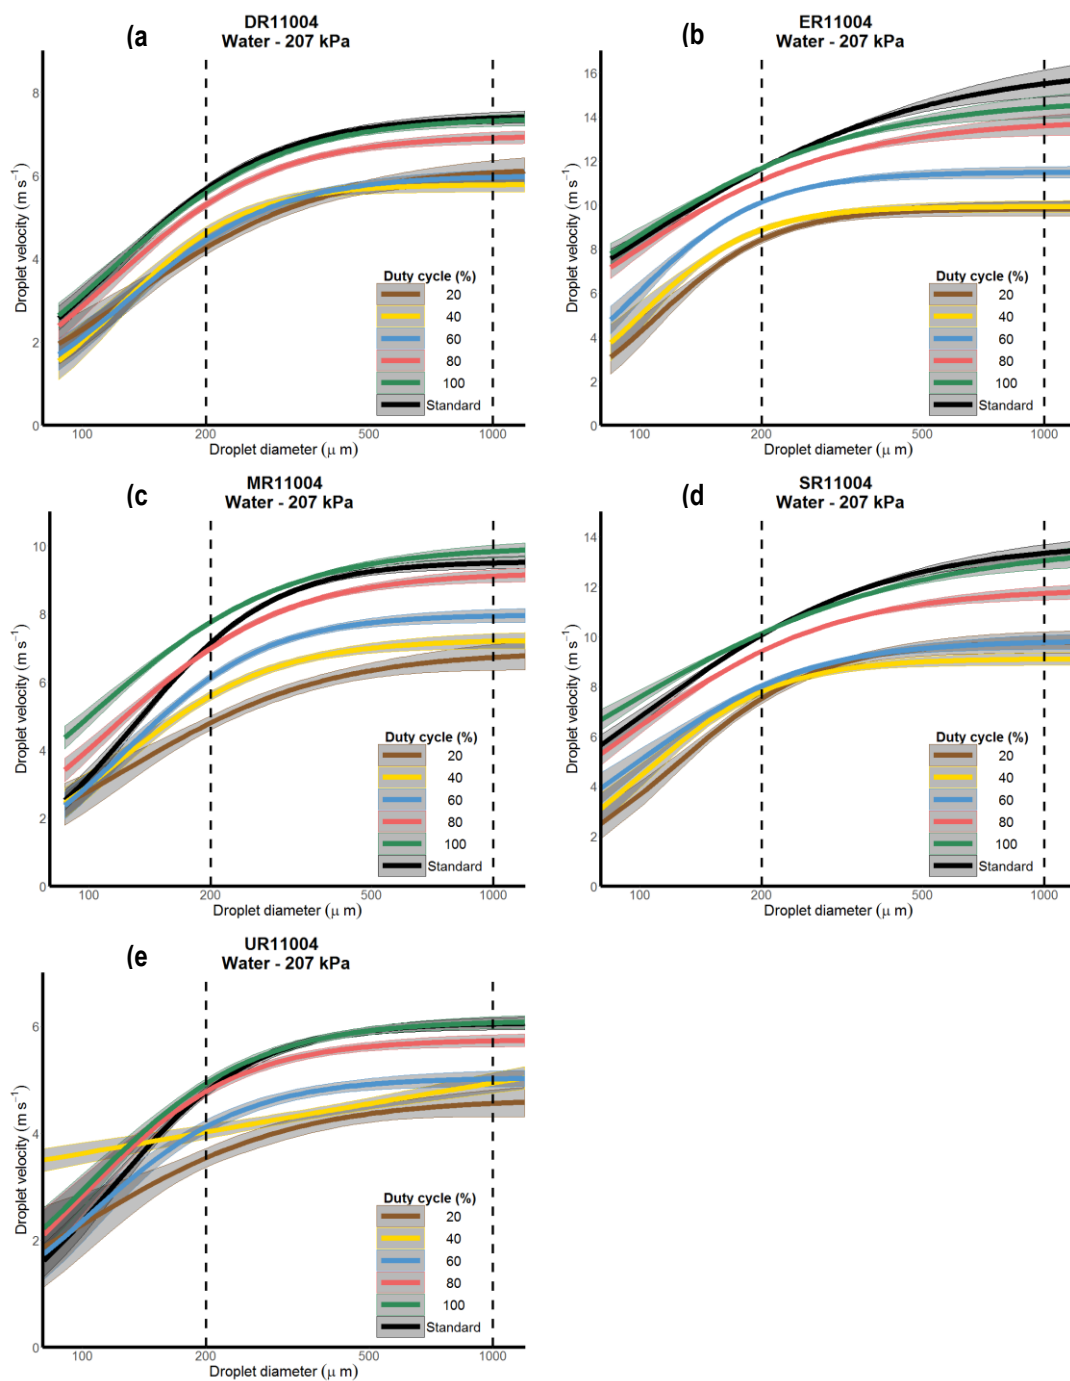 (a
DR11004
Water - 207 kPa
Droplet velocity (m s⁻¹)
8
6
4
2
0
100
200
500
1000
Droplet diameter (μ m)
Duty cycle (%)
20
40
60
80
100
Standard
(b
ER11004
Water - 207 kPa
Droplet velocity (m s⁻¹)
16
14
12
10
8
6
4
2
0
100
200
500
1000
Droplet diameter (μ m)
Duty cycle (%)
20
40
60
80
100
Standard
(c
MR11004
Water - 207 kPa
Droplet velocity (m s⁻¹)
10
8
6
4
2
0
100
200
500
1000
Droplet diameter (μ m)
Duty cycle (%)
20
40
60
80
100
Standard
(d
SR11004
Water - 207 kPa
Droplet velocity (m s⁻¹)
14
12
10
8
6
4
2
0
100
200
500
1000
Droplet diameter (μ m)
Duty cycle (%)
20
40
60
80
100
Standard
(e
UR11004
Water - 207 kPa
Droplet velocity (m s⁻¹)
6
4
2
0
100
200
500
1000
Droplet diameter (μ m)
Duty cycle (%)
20
40
60
80
100
Standard